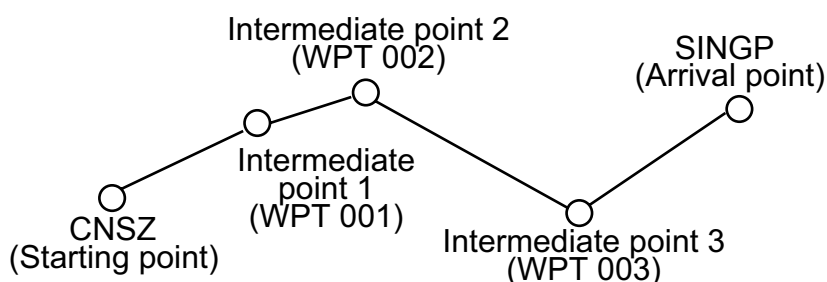 Intermediate point 2
(WPT 002)
SINGP
(Arrival point)
Intermediate
point 1
(WPT 001)
CNSZ
(Starting point)
Intermediate point 3
(WPT 003)